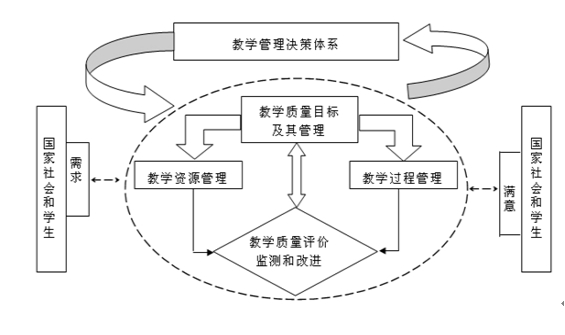 教学管理决策体系
教学质量目标
及其管理
国家社会和学生
需求
教学资源管理
教学过程管理
满意
国家社会和学生
教学质量评价
监测和改进